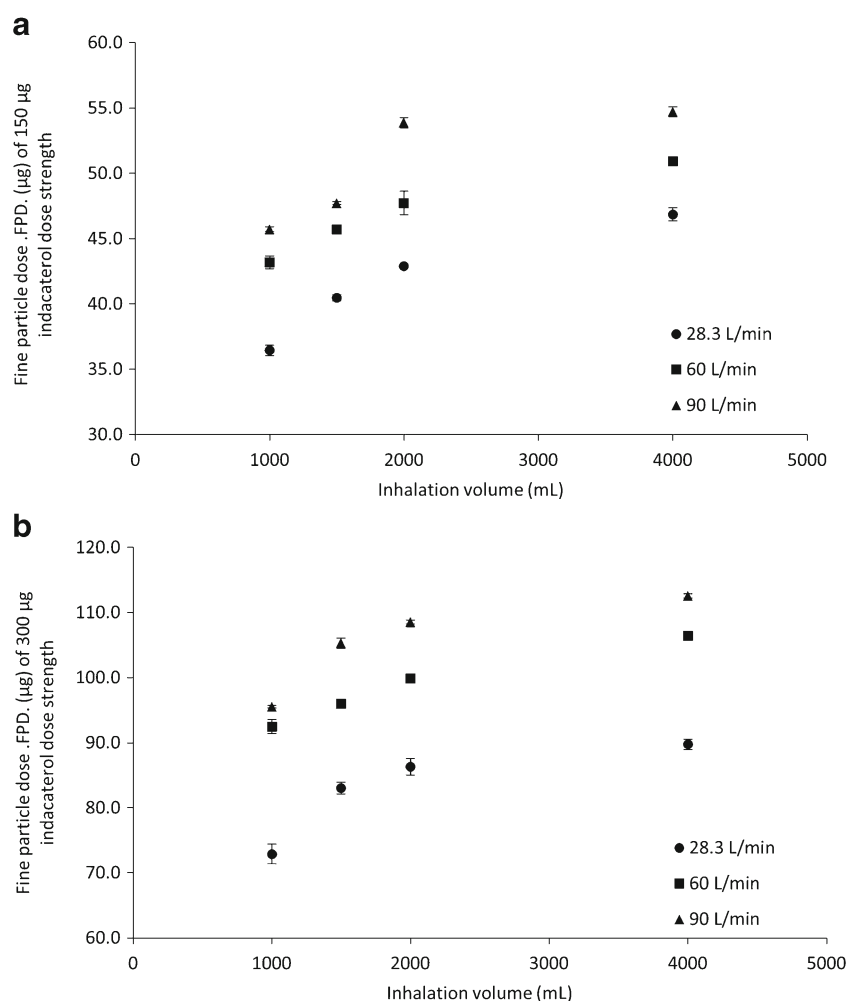 a
60.0
55.0
50.0
45.0
40.0
35.0
30.0
Fine particle dose .FPD. (µg) of 150 µg
indacaterol dose strength
28.3 L/min
60 L/min
90 L/min
0 1000 2000 3000 4000 5000
Inhalation volume (mL)
b
120.0
110.0
100.0
90.0
80.0
70.0
60.0
Fine particle dose .FPD. (µg) of 300 µg
indacaterol dose strength
28.3 L/min
60 L/min
90 L/min
0 1000 2000 3000 4000 5000
Inhalation volume (mL)